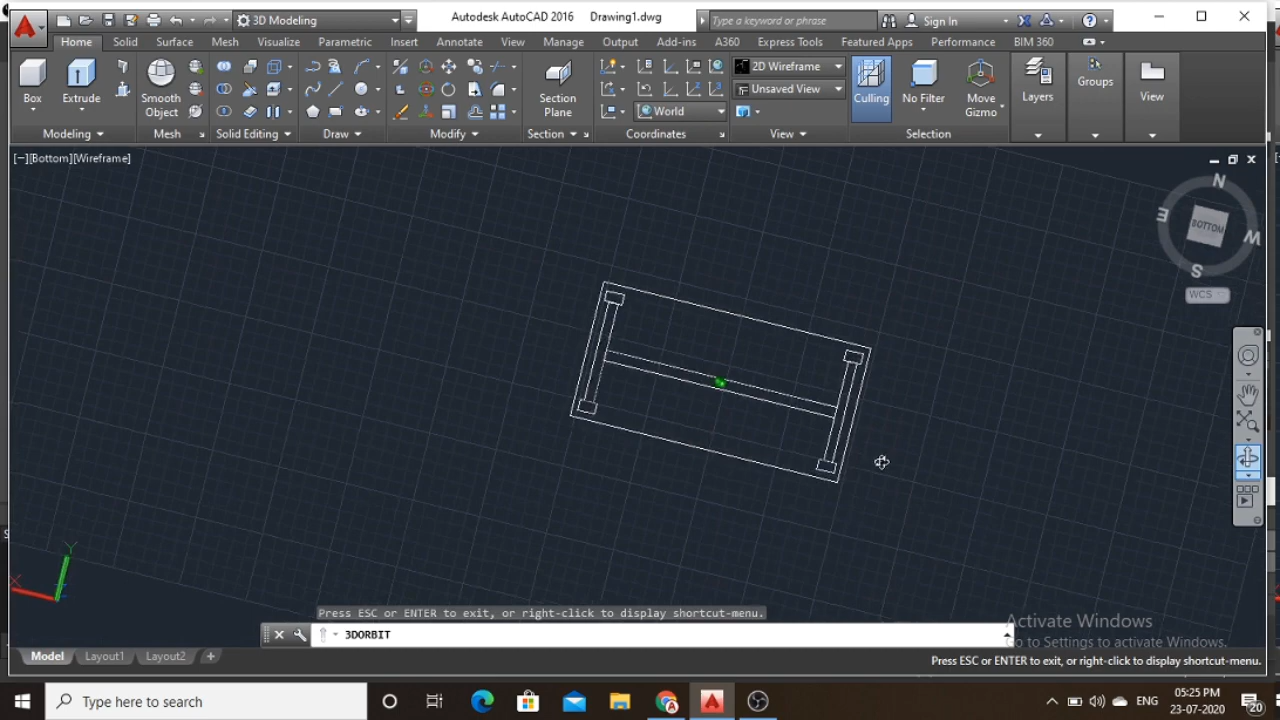 3D Modeling
Autodesk AutoCAD 2016 Drawing1.dwg
Type a keyword or phrase
Sign In
Home Solid Surface Mesh Visualize Parametric Insert Annotate View Manage Output Add-ins A360 Express Tools Featured Apps Performance BIM 360
2D Wireframe
Unsaved View
World
Box
Extrude
Smooth
Object
Section
Plane
Culling
No Filter
Move
Gizmo
Layers
Groups
View
Modeling
Mesh
Solid Editing
Draw
Modify
Section
Coordinates
View
Selection
[−][Bottom][Wireframe]
N
E
BOTTOM
W
S
WCS
Y
X
Press ESC or ENTER to exit, or right-click to display shortcut-menu.
3DORBIT
Activate Windows
Go to Settings to activate Windows.
Model Layout1 Layout2 +
Press ESC or ENTER to exit, or right-click to display shortcut-menu.
Type here to search
ENG
05:25 PM
23-07-2020
20